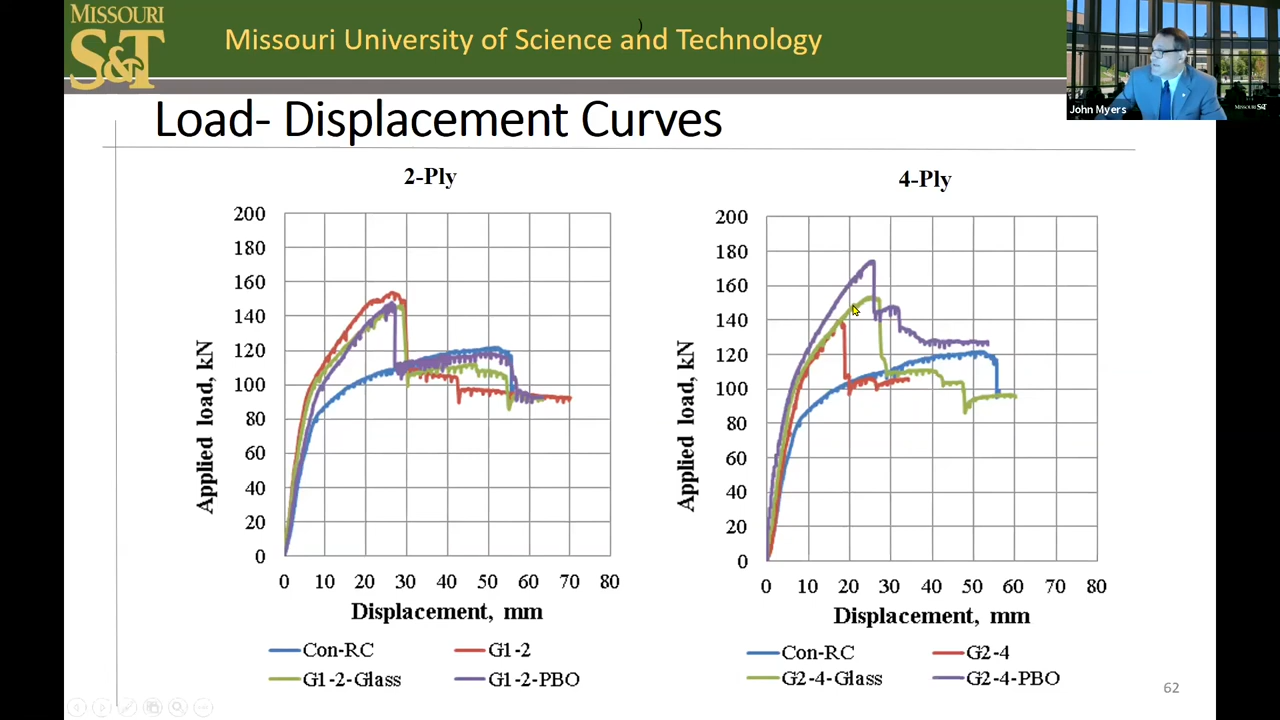 MISSOURI
S&T
Missouri University of Science and Technology
)
John Myers
MISSOURI S&T
Load- Displacement Curves
2-Ply
200
180
160
140
120
100
80
60
40
20
0
Applied load, kN
0 10 20 30 40 50 60 70 80
Displacement, mm
Con-RC G1-2
G1-2-Glass G1-2-PBO
4-Ply
200
180
160
140
120
100
80
60
40
20
0
Applied load, kN
0 10 20 30 40 50 60 70 80
Displacement, mm
Con-RC G2-4
G2-4-Glass G2-4-PBO
62